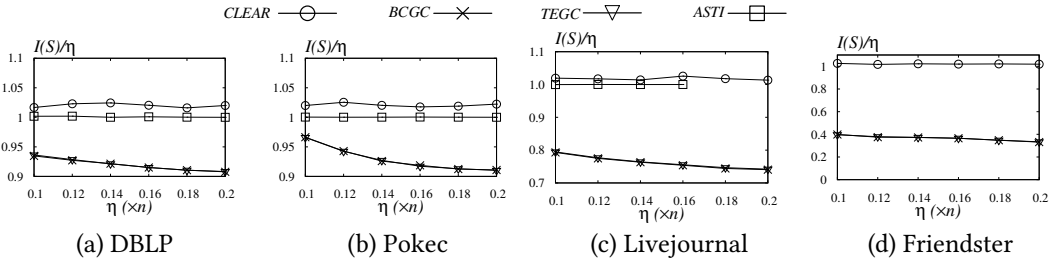 CLEAR BCGC TEGC ASTI
I(S)/η
1.1
1.05
1
0.95
0.9
0.1 0.12 0.14 0.16 0.18 0.2
η (×n)
(a) DBLP
I(S)/η
1.1
1.05
1
0.95
0.9
0.1 0.12 0.14 0.16 0.18 0.2
η (×n)
(b) Pokec
I(S)/η
1.1
1.0
0.9
0.8
0.7
0.1 0.12 0.14 0.16 0.18 0.2
η (×n)
(c) Livejournal
I(S)/η
1
0.8
0.6
0.4
0.2
0
0.1 0.12 0.14 0.16 0.18 0.2
η (×n)
(d) Friendster